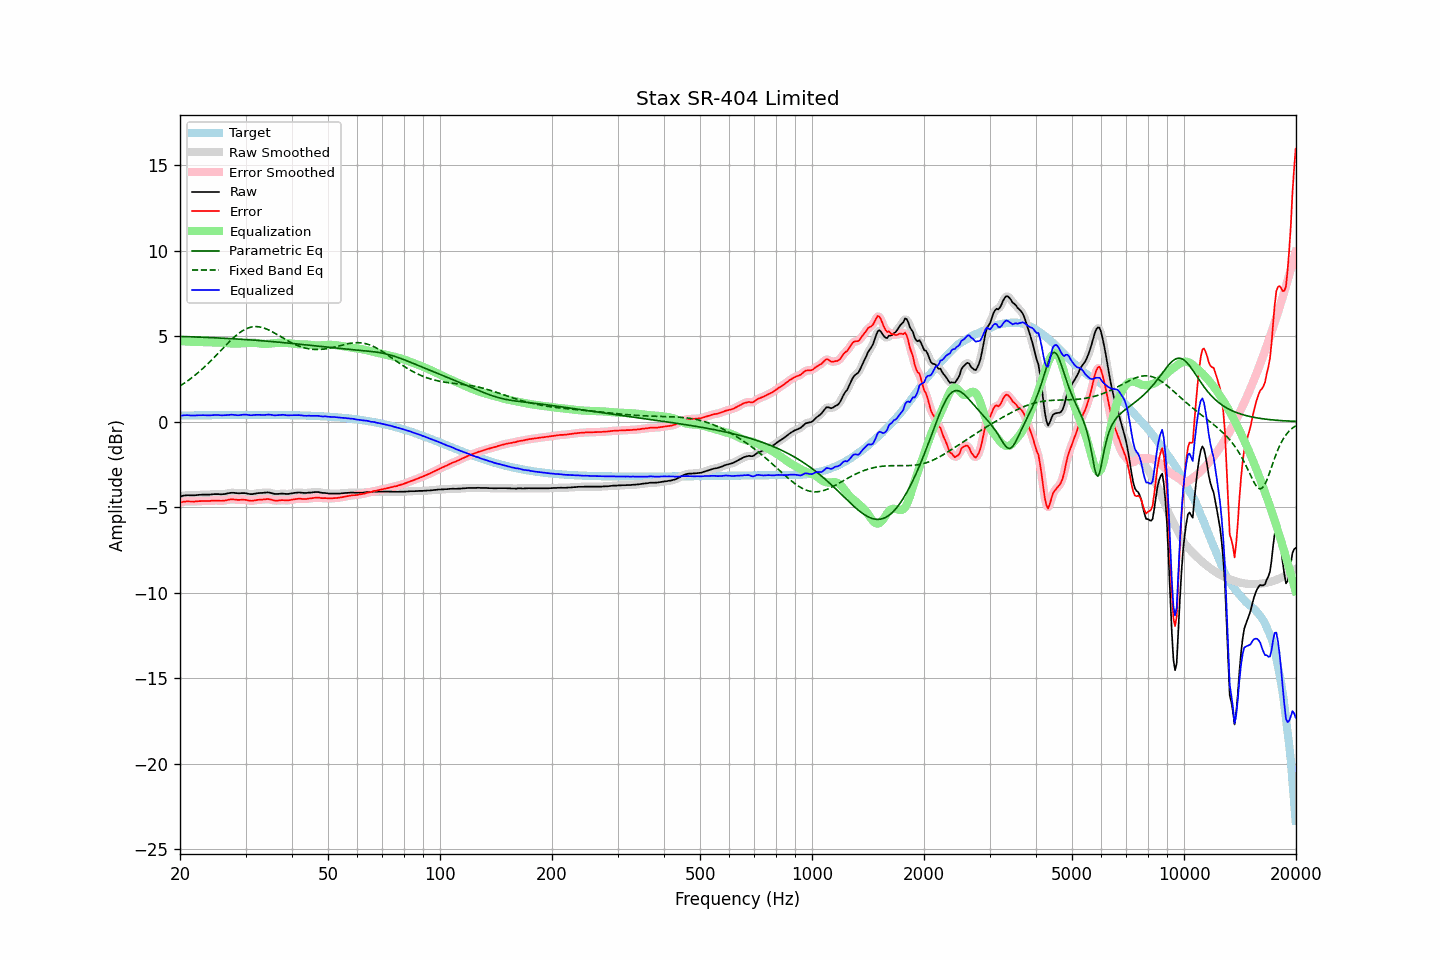 Stax SR-404 Limited
Target
Raw Smoothed
Error Smoothed
Raw
Error
Equalization
Parametric Eq
Fixed Band Eq
Equalized
15
10
5
0
−5
−10
−15
−20
−25
Amplitude (dBr)
20 50 100 200 500 1000 2000 5000 10000 20000
Frequency (Hz)